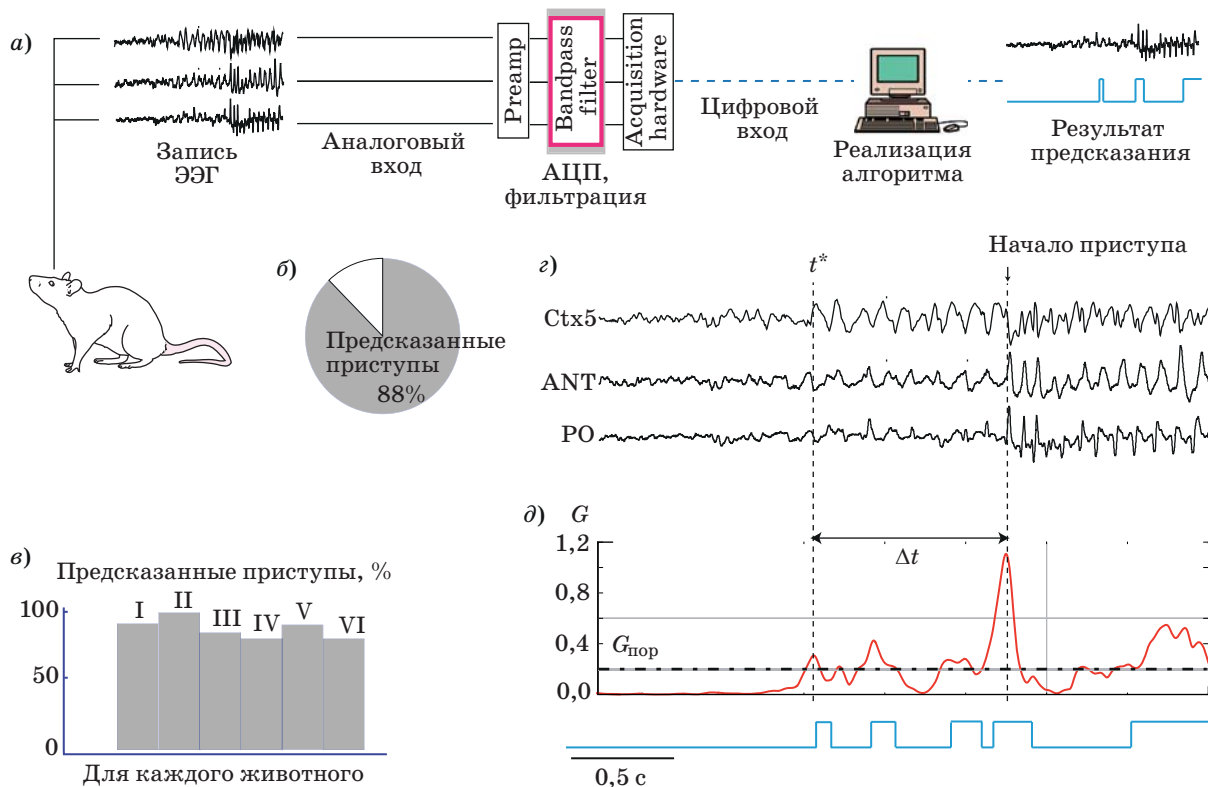 а)
Запись
ЭЭГ
Аналоговый
вход
Preamp
Bandpass
filter
Acquisition
hardware
АЦП,
фильтрация
Цифровой
вход
Реализация
алгоритма
Результат
предсказания
б)
Предсказанные
приступы
88%
в)
Предсказанные приступы, %
100
50
0
I
II
III
IV
V
VI
Для каждого животного
г)
t*
Начало приступа
Ctx5
ANT
PO
д)
G
1,2
0,8
0,4
0,0
Gпор
Δt
0,5 с